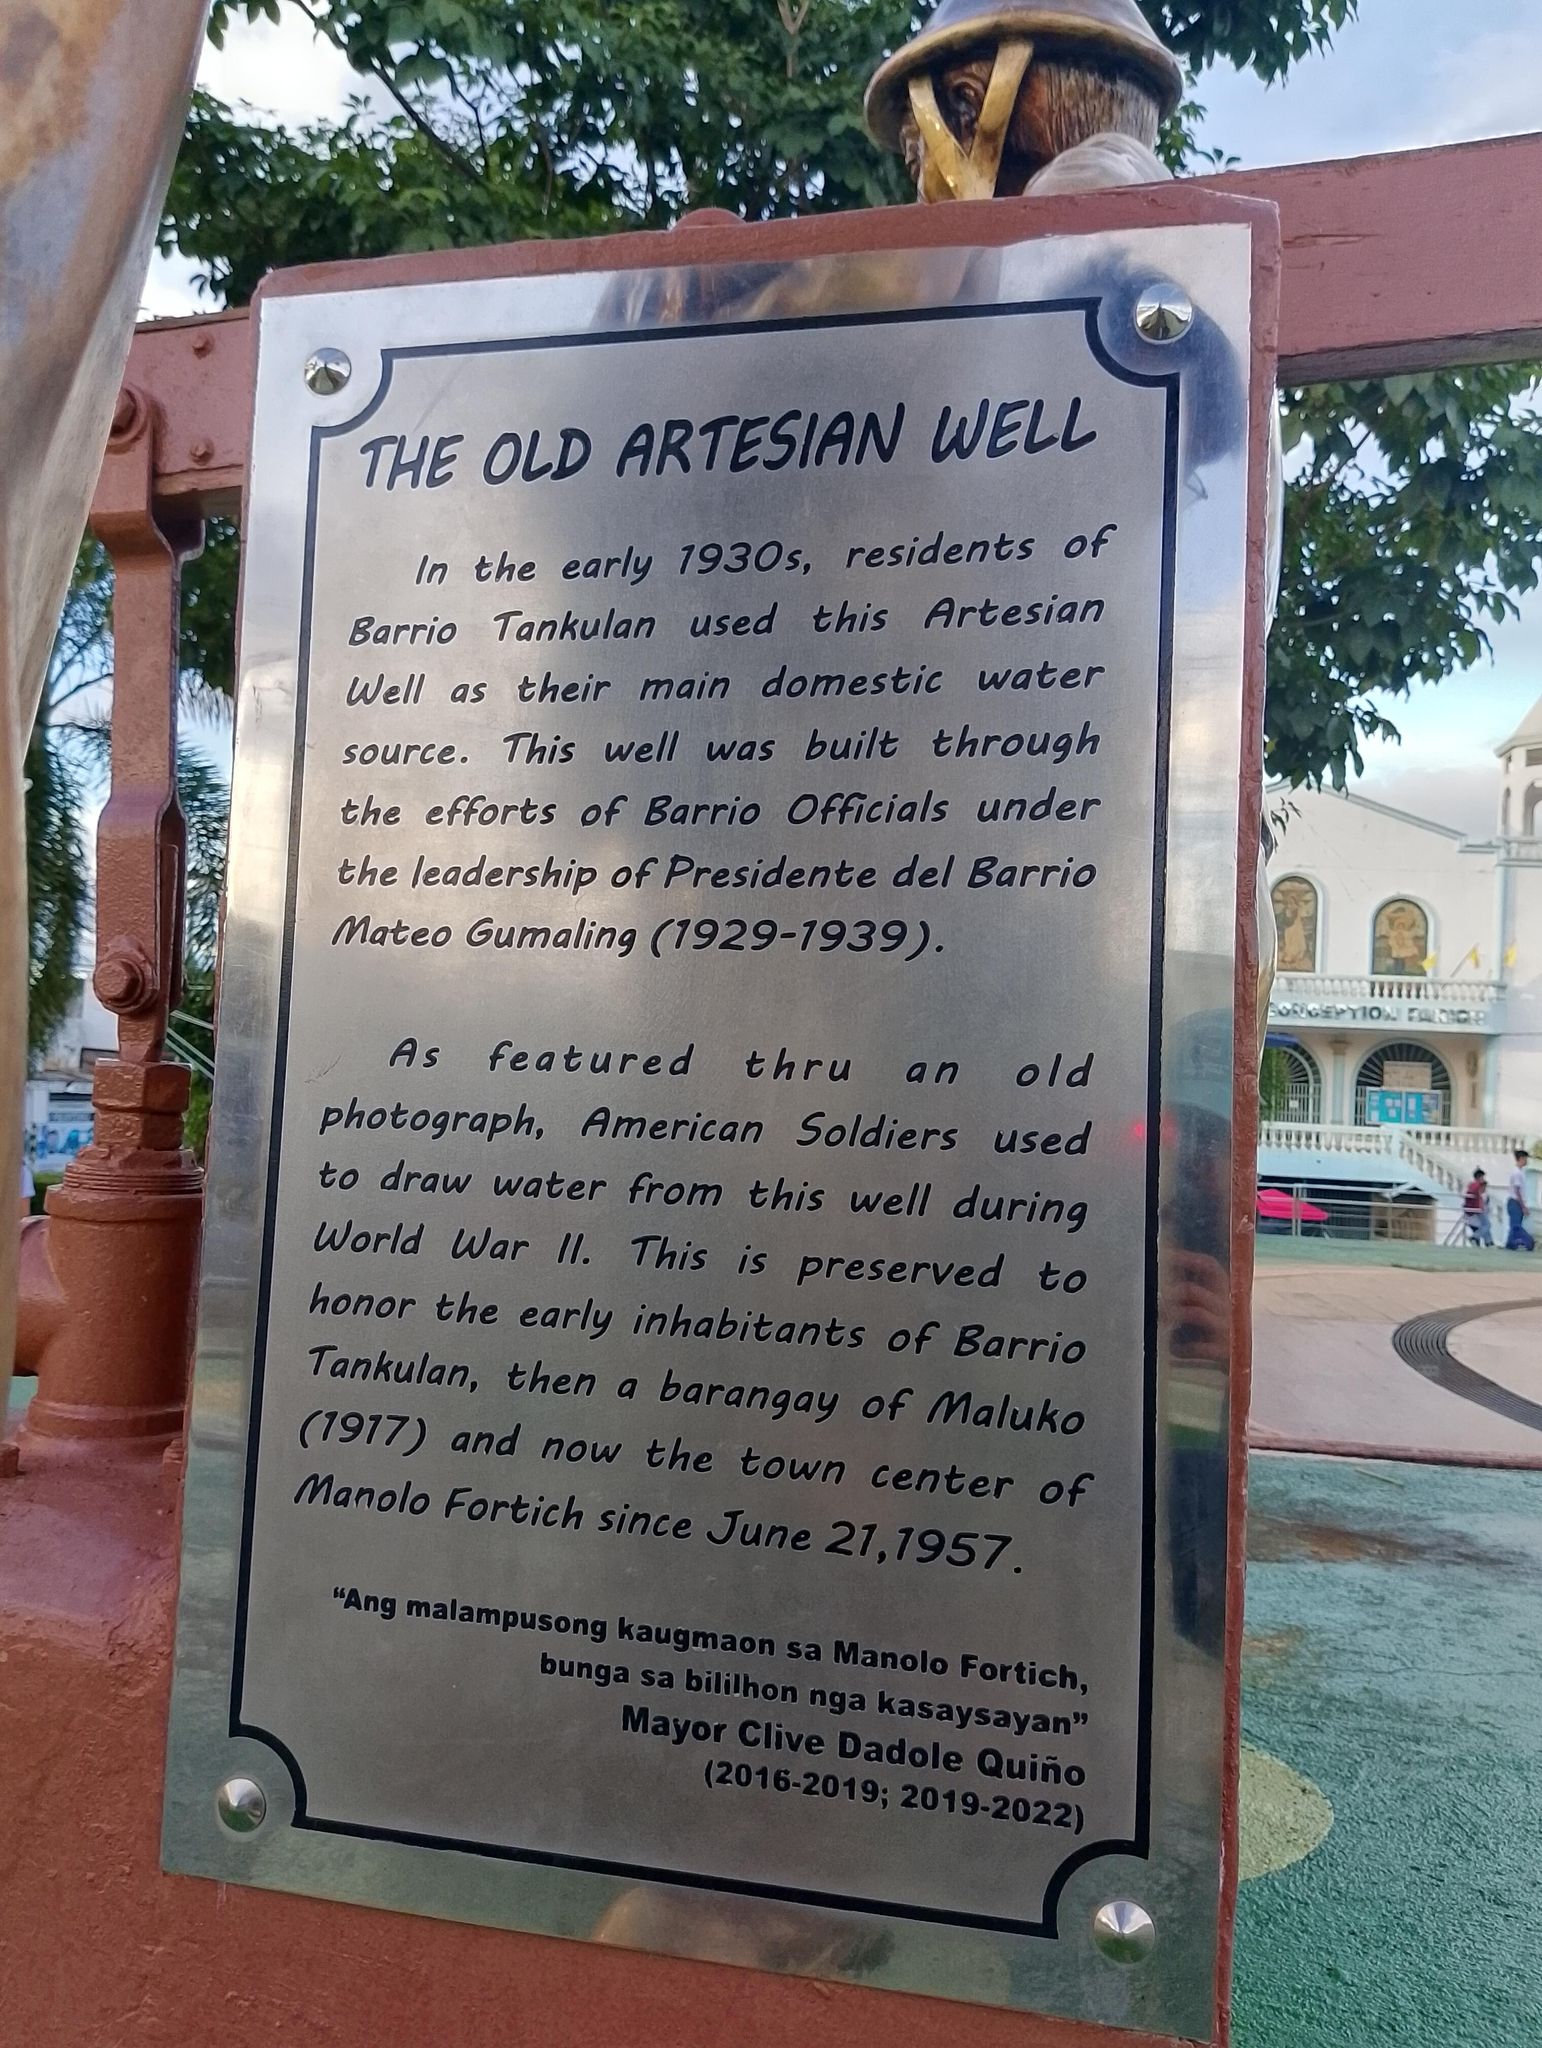 THE OLD ARTESIAN WELL
In the early 1930s, residents of
Barrio Tankulan used this Artesian
Well as their main domestic water
source. This well was built through
the efforts of Barrio Officials under
the leadership of Presidente del Barrio
Mateo Gumaling (1929-1939).
As featured thru an old
photograph, American Soldiers used
to draw water from this well during
World War II. This is preserved to
honor the early inhabitants of Barrio
Tankulan, then a barangay of Maluko
(1917) and now the town center of
Manolo Fortich since June 21,1957.
“Ang malampusong kaugmaon sa Manolo Fortich,
bunga sa bililhon nga kasaysayan”
Mayor Clive Dadole Quiño
(2016-2019; 2019-2022)
CONCEPTION PARISH